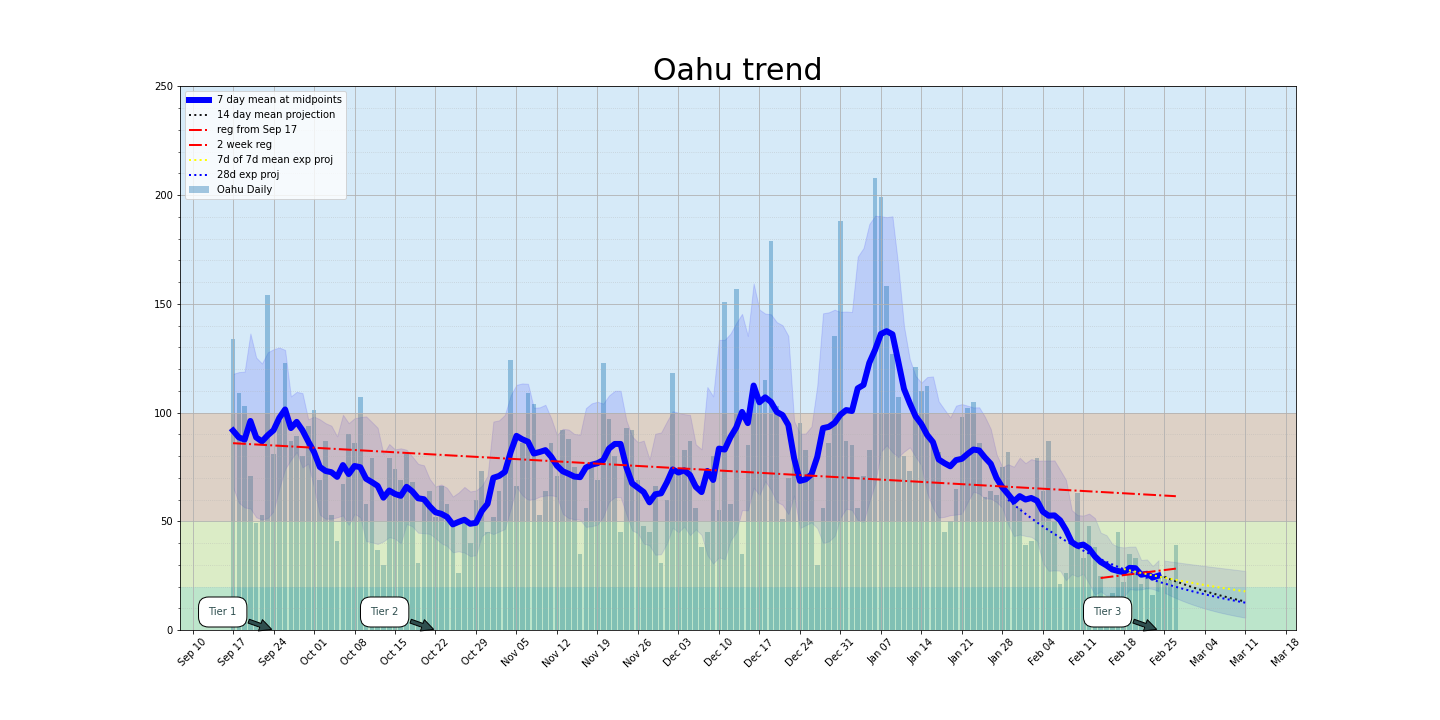 Oahu trend
250
200
150
100
50
0
7 day mean at midpoints
14 day mean projection
reg from Sep 17
2 week reg
7d of 7d mean exp proj
28d exp proj
Oahu Daily
Tier 1
Tier 2
Tier 3
Sep 10
Sep 17
Sep 24
Oct 01
Oct 08
Oct 15
Oct 22
Oct 29
Nov 05
Nov 12
Nov 19
Nov 26
Dec 03
Dec 10
Dec 17
Dec 24
Dec 31
Jan 07
Jan 14
Jan 21
Jan 28
Feb 04
Feb 11
Feb 18
Feb 25
Mar 04
Mar 11
Mar 18